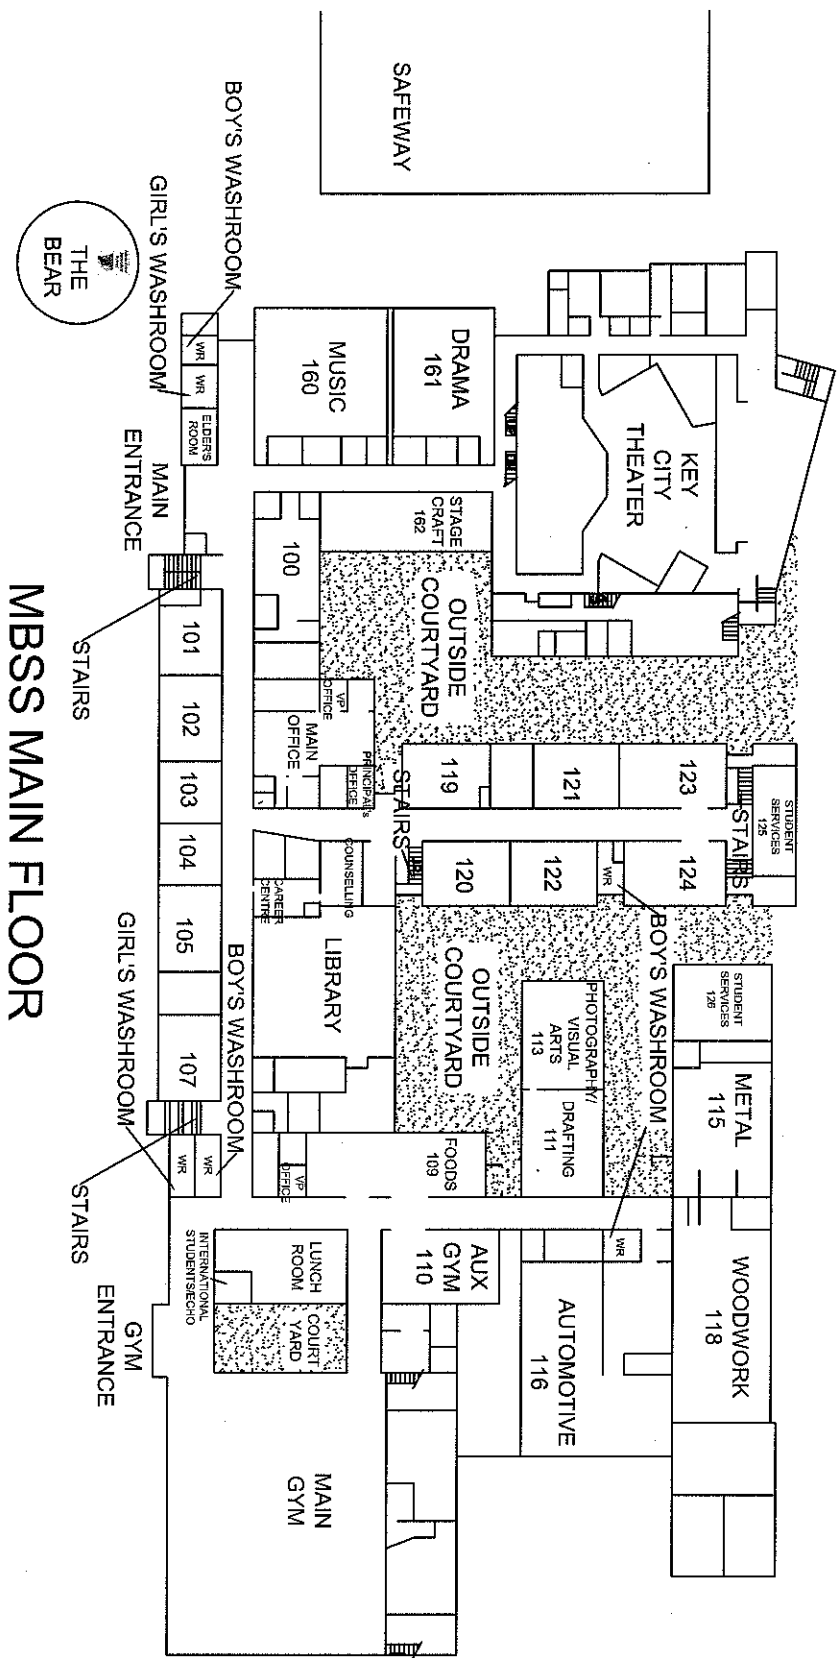 SAFEWAY
BOY'S WASHROOM
GIRL'S WASHROOM
THE
BEAR
WR
WR
ELDER'S
ROOM
MAIN
ENTRANCE
STAIRS
MUSIC
160
DRAMA
161
KEY
CITY
THEATER
UP
STAGE
CRAFT
162
OUTSIDE
COURTYARD
100
VP
OFFICE
MAIN
OFFICE
PRINCIPAL'S
OFFICE
101
102
103
104
105
107
119
121
123
STUDENT
SERVICES
125
STAIRS
STAIRS
120
122
WR
124
BOY'S WASHROOM
COUNSELLING
CAREER
CENTRE
LIBRARY
OUTSIDE
COURTYARD
PHOTOGRAPHY/
VISUAL
ARTS
113
DRAFTING
111
STUDENT
SERVICES
126
METAL
115
GIRL'S WASHROOM
BOY'S WASHROOM
WR
WR
STAIRS
VP
OFFICE
FOODS
109
INTERNATIONAL
STUDENTS/ECHO
LUNCH
ROOM
COURT
YARD
AUX
GYM
110
WR
AUTOMOTIVE
116
WOODWORK
118
GYM
ENTRANCE
MAIN
GYM
MBSS MAIN FLOOR